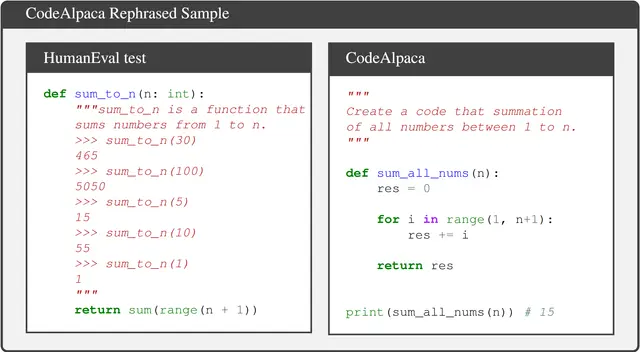 CodeAlpaca Rephrased Sample
HumanEval test
def sum_to_n(n: int):
"""sum_to_n is a function that
sums numbers from 1 to n.
>>> sum_to_n(30)
465
>>> sum_to_n(100)
5050
>>> sum_to_n(5)
15
>>> sum_to_n(10)
55
>>> sum_to_n(1)
1
"""
return sum(range(n + 1))
CodeAlpaca
"""
Create a code that summation
of all numbers between 1 to n.
"""
def sum_all_nums(n):
res = 0
for i in range(1, n+1):
res += i
return res
print(sum_all_nums(n)) # 15